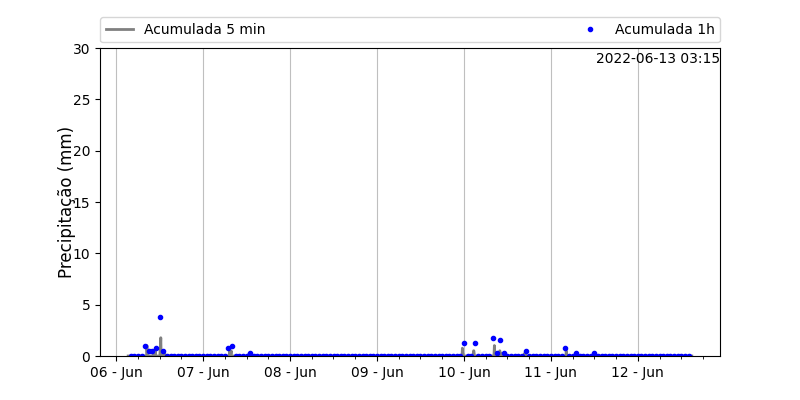 Acumulada 5 min
Acumulada 1h
2022-06-13 03:15
Precipitação (mm)
30
25
20
15
10
5
0
06 - Jun
07 - Jun
08 - Jun
09 - Jun
10 - Jun
11 - Jun
12 - Jun